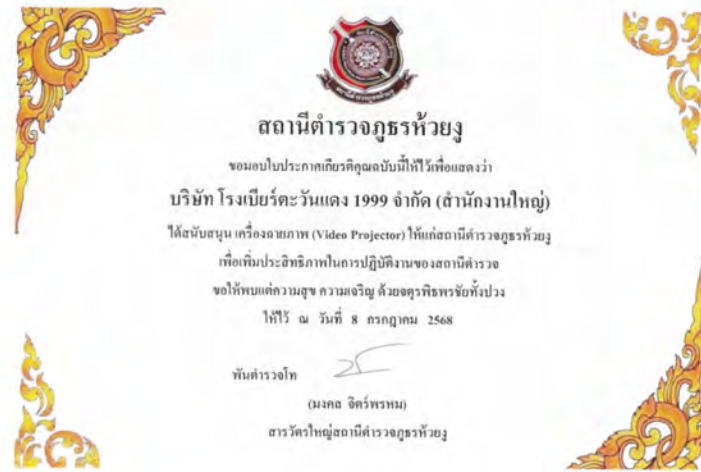 สถานีตำรวจภูธรห้วยงู
ขอมอบใบประกาศเกียรติคุณฉบับนี้ให้ไว้เพื่อแสดงว่า
บริษัท โรงเบียร์ตะวันแดง 1999 จำกัด (สำนักงานใหญ่)
ได้สนับสนุน เครื่องฉายภาพ (Video Projector) ให้แก่สถานีตำรวจภูธรห้วยงู
เพื่อเพิ่มประสิทธิภาพในการปฏิบัติงานของสถานีตำรวจ
ขอให้พบแต่ความสุข ความเจริญ ด้วยจตุรพิธพรชัยทั้งปวง
ให้ไว้ ณ วันที่ 8 กรกฎาคม 2568
พันตำรวจโท
(มงคล จิตร์พรหม)
สารวัตรใหญ่สถานีตำรวจภูธรห้วยงู